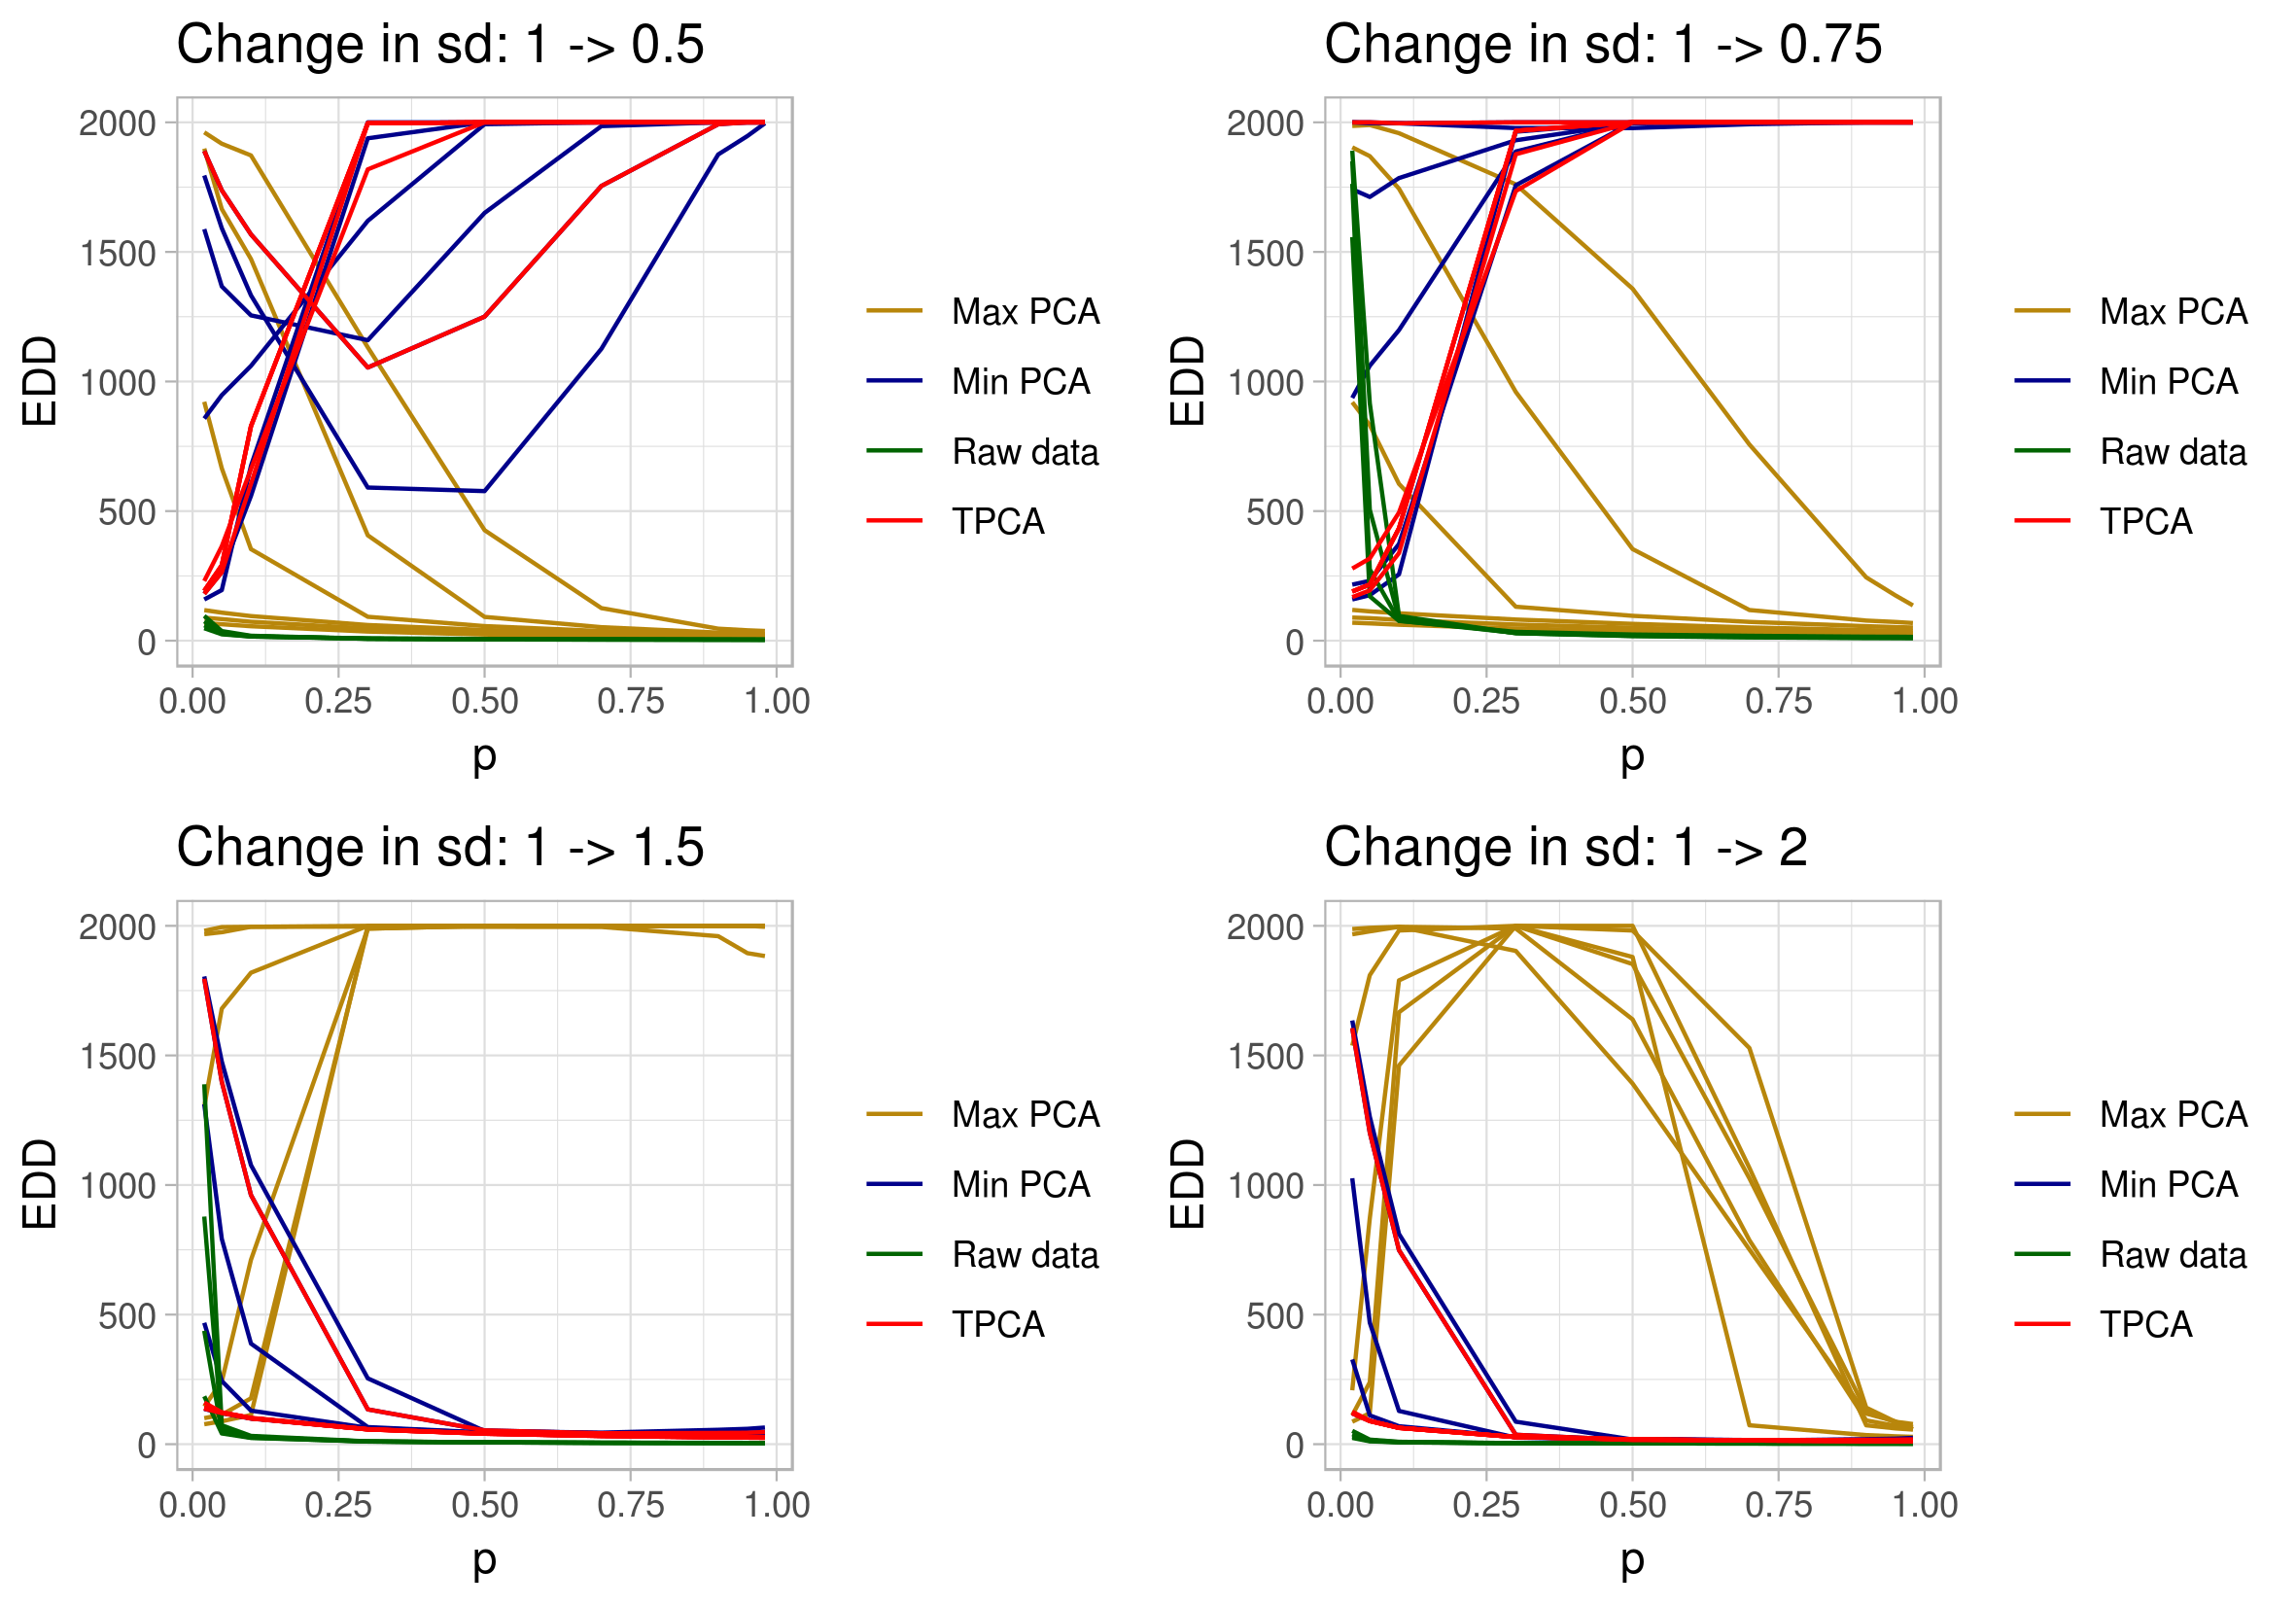 Change in sd: 1 -> 0.5
2000
1500
1000
500
0
EDD
0.00 0.25 0.50 0.75 1.00
p
Max PCA
Min PCA
Raw data
TPCA
Change in sd: 1 -> 0.75
2000
1500
1000
500
0
EDD
0.00 0.25 0.50 0.75 1.00
p
Max PCA
Min PCA
Raw data
TPCA
Change in sd: 1 -> 1.5
2000
1500
1000
500
0
EDD
0.00 0.25 0.50 0.75 1.00
p
Max PCA
Min PCA
Raw data
TPCA
Change in sd: 1 -> 2
2000
1500
1000
500
0
EDD
0.00 0.25 0.50 0.75 1.00
p
Max PCA
Min PCA
Raw data
TPCA